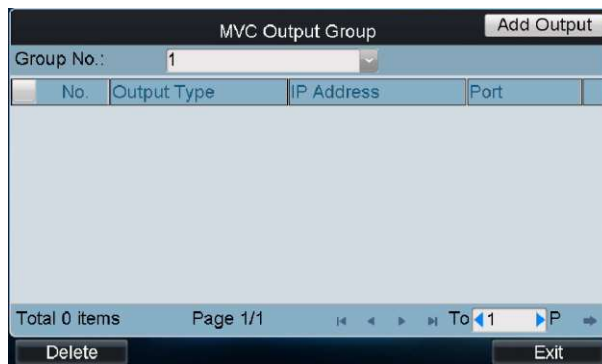 MVC Output Group Add Output
Group No.: 1
No. Output Type IP Address Port
Total 0 items Page 1/1 To 1 P
Delete Exit